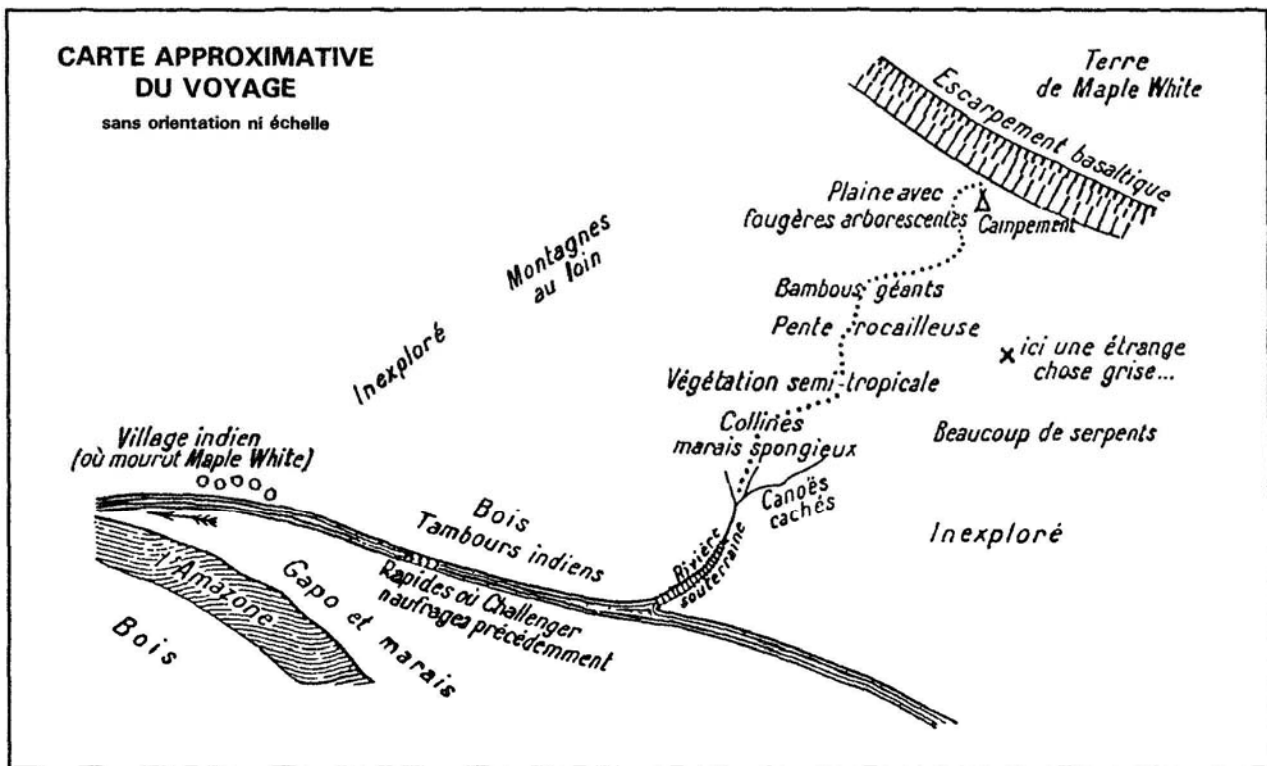 CARTE APPROXIMATIVE
DU VOYAGE
sans orientation ni échelle
Terre
de Maple White
Escarpement basaltique
Plaine avec
fougères arborescentes
Campement
Montagnes
au loin
Bambous géants
Inexploré
Pente rocailleuse
ici une étrange
chose grise...
Végétation semi-tropicale
Collines
marais spongieux
Beaucoup de serpents
Village indien
(où mourut Maple White)
Canoës
cachés
Bois
Tambours indiens
Inexploré
Rivière
souterraine
Rapides où Challenger
naufragea précédemment
l'Amazone
Gapo et marais
Bois